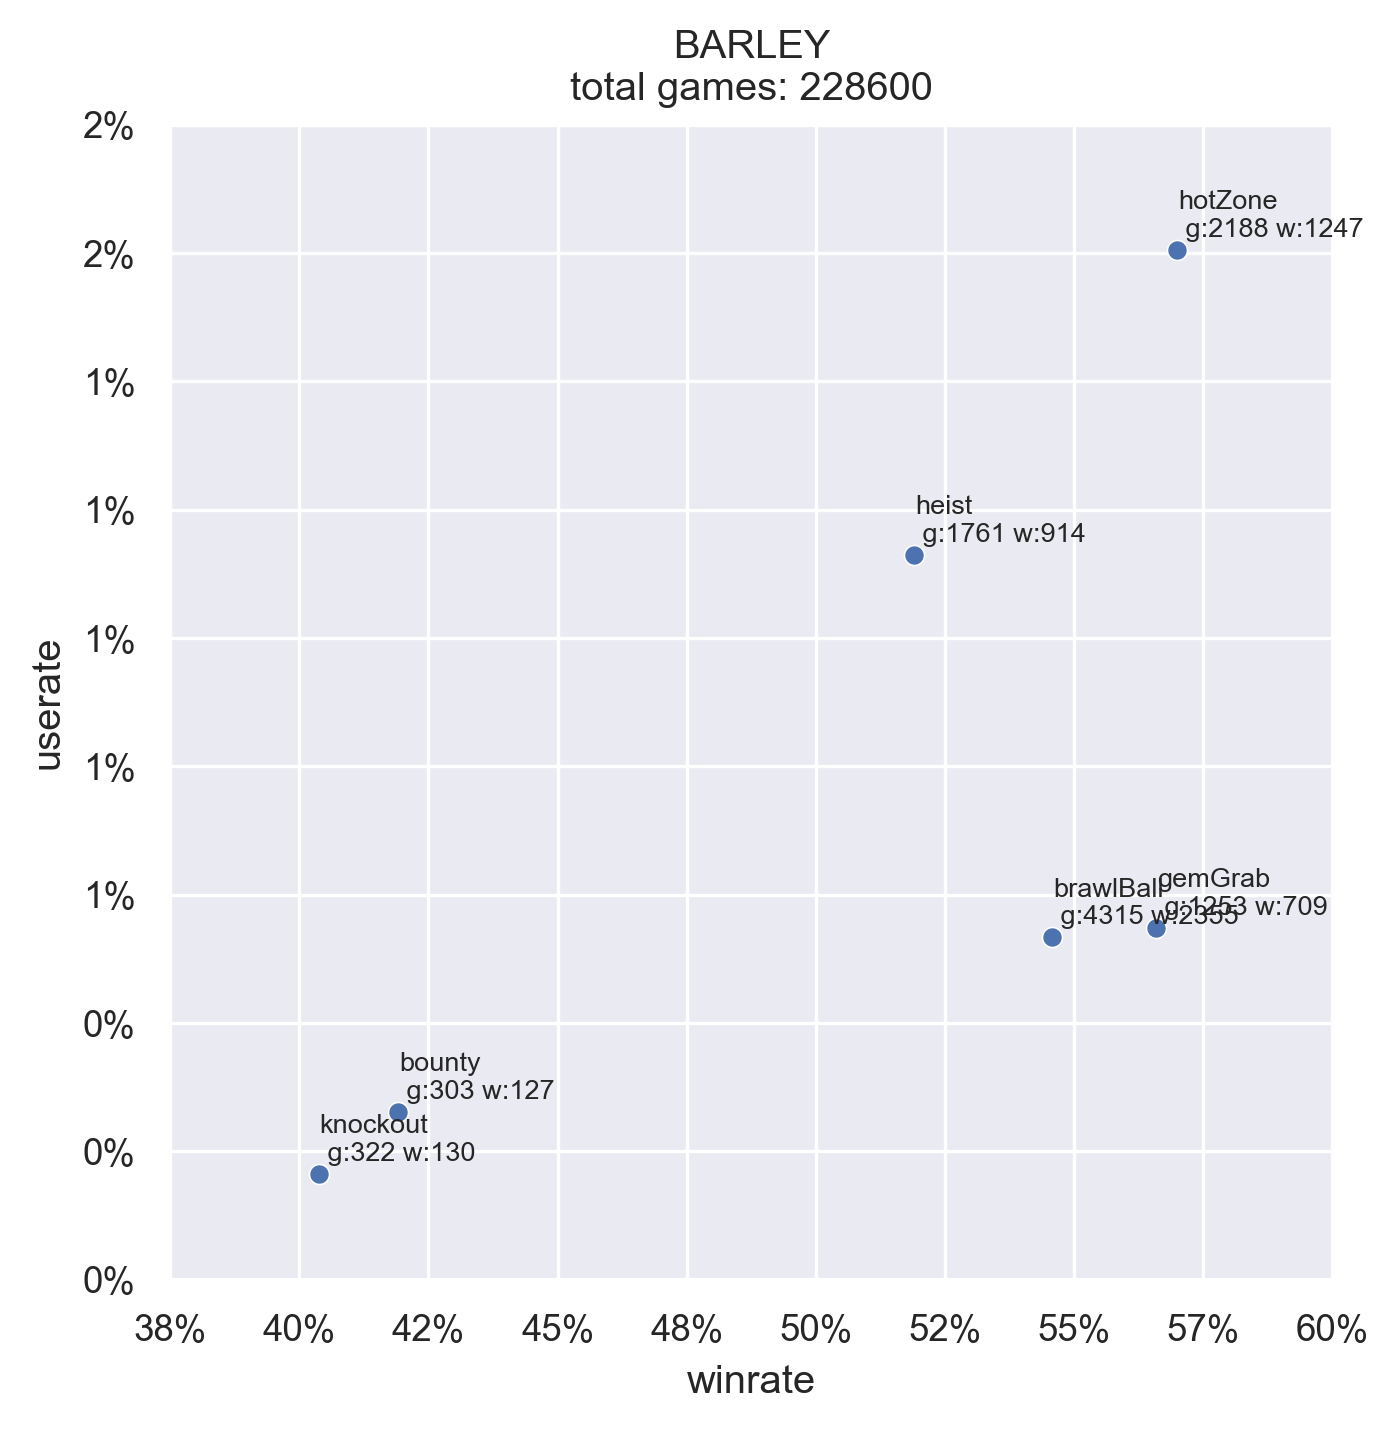 BARLEY
total games: 228600
2%
2%
1%
1%
1%
1%
1%
0%
0%
0%
userate
hotZone
g:2188 w:1247
heist
g:1761 w:914
brawlBall
g:4315 w:2355
gemGrab
g:1253 w:709
bounty
g:303 w:127
knockout
g:322 w:130
38% 40% 42% 45% 48% 50% 52% 55% 57% 60%
winrate